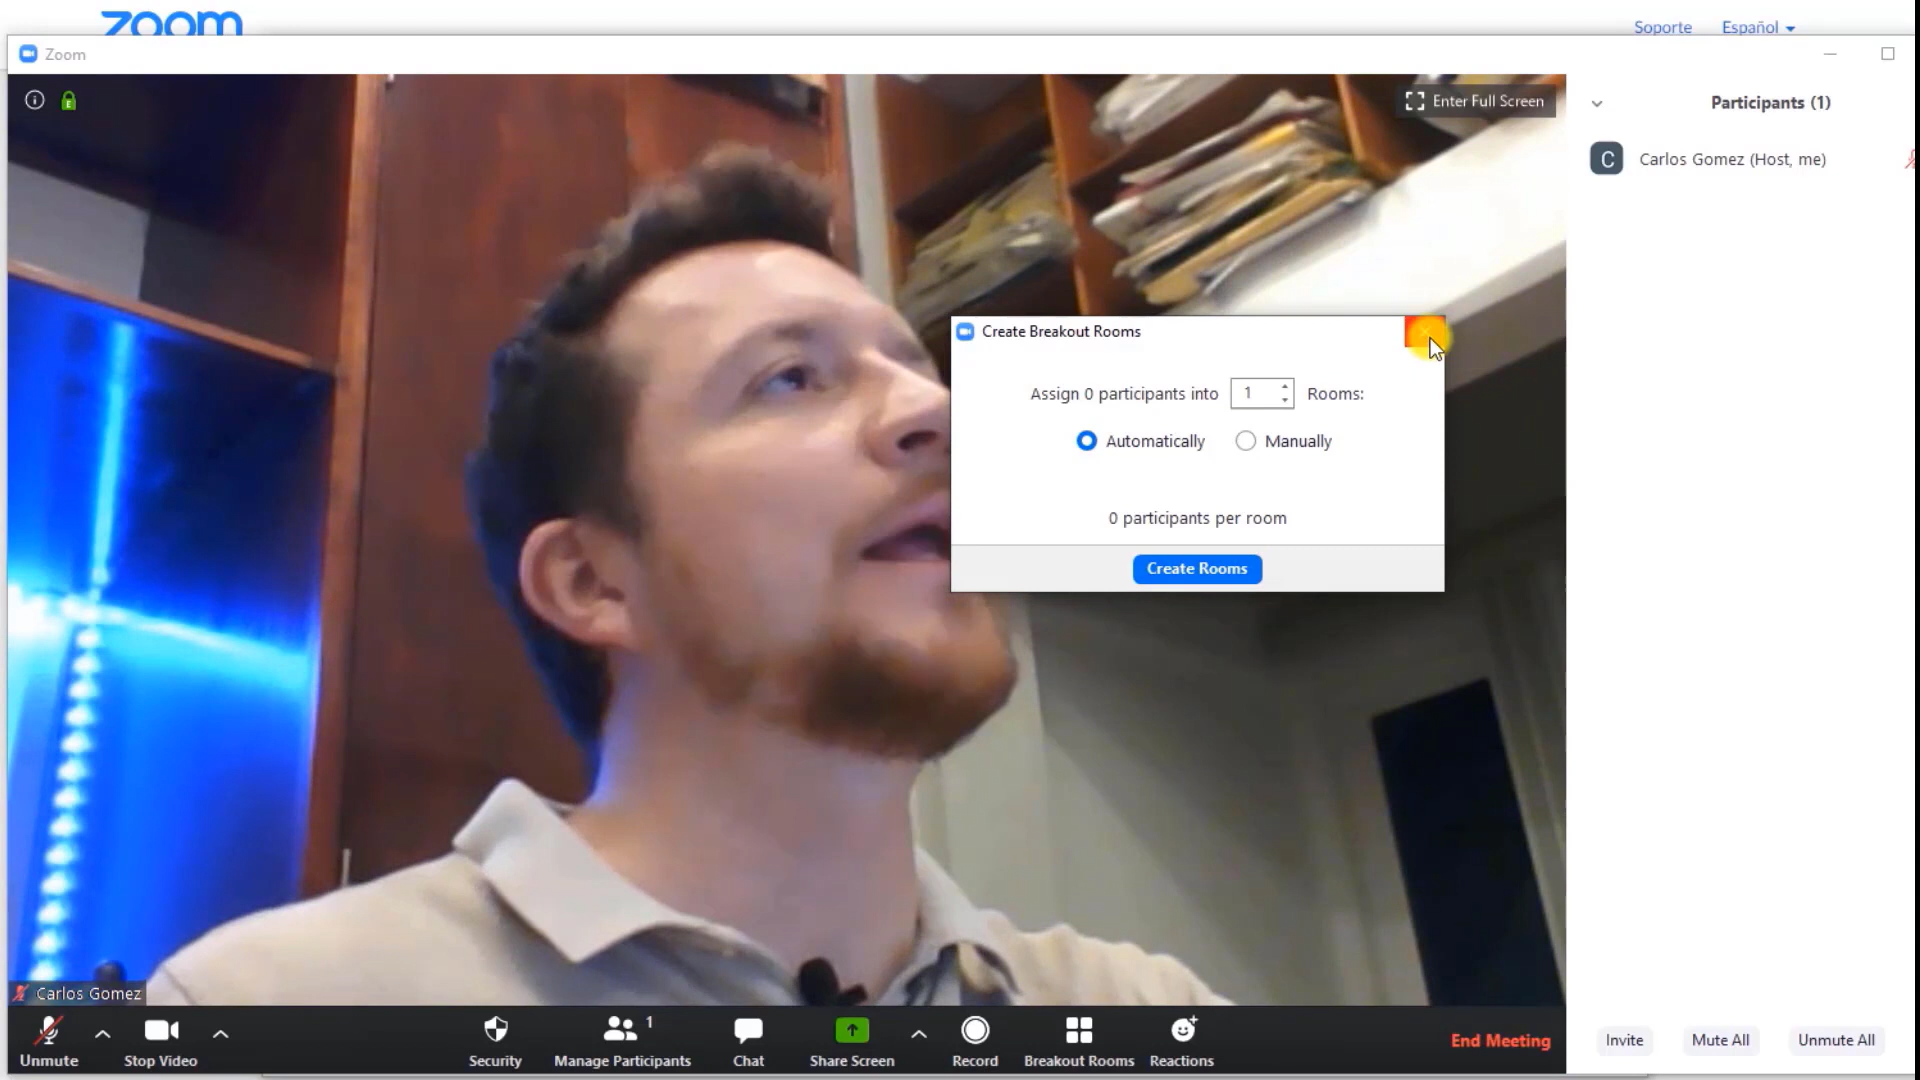 zoom
Soporte Español
Zoom
Enter Full Screen
Participants (1)
C Carlos Gomez (Host, me)
Create Breakout Rooms
Assign 0 participants into 1 Rooms:
Automatically Manually
0 participants per room
Create Rooms
Carlos Gomez
Unmute Stop Video Security Manage Participants 1 Chat Share Screen Record Breakout Rooms Reactions End Meeting Invite Mute All Unmute All